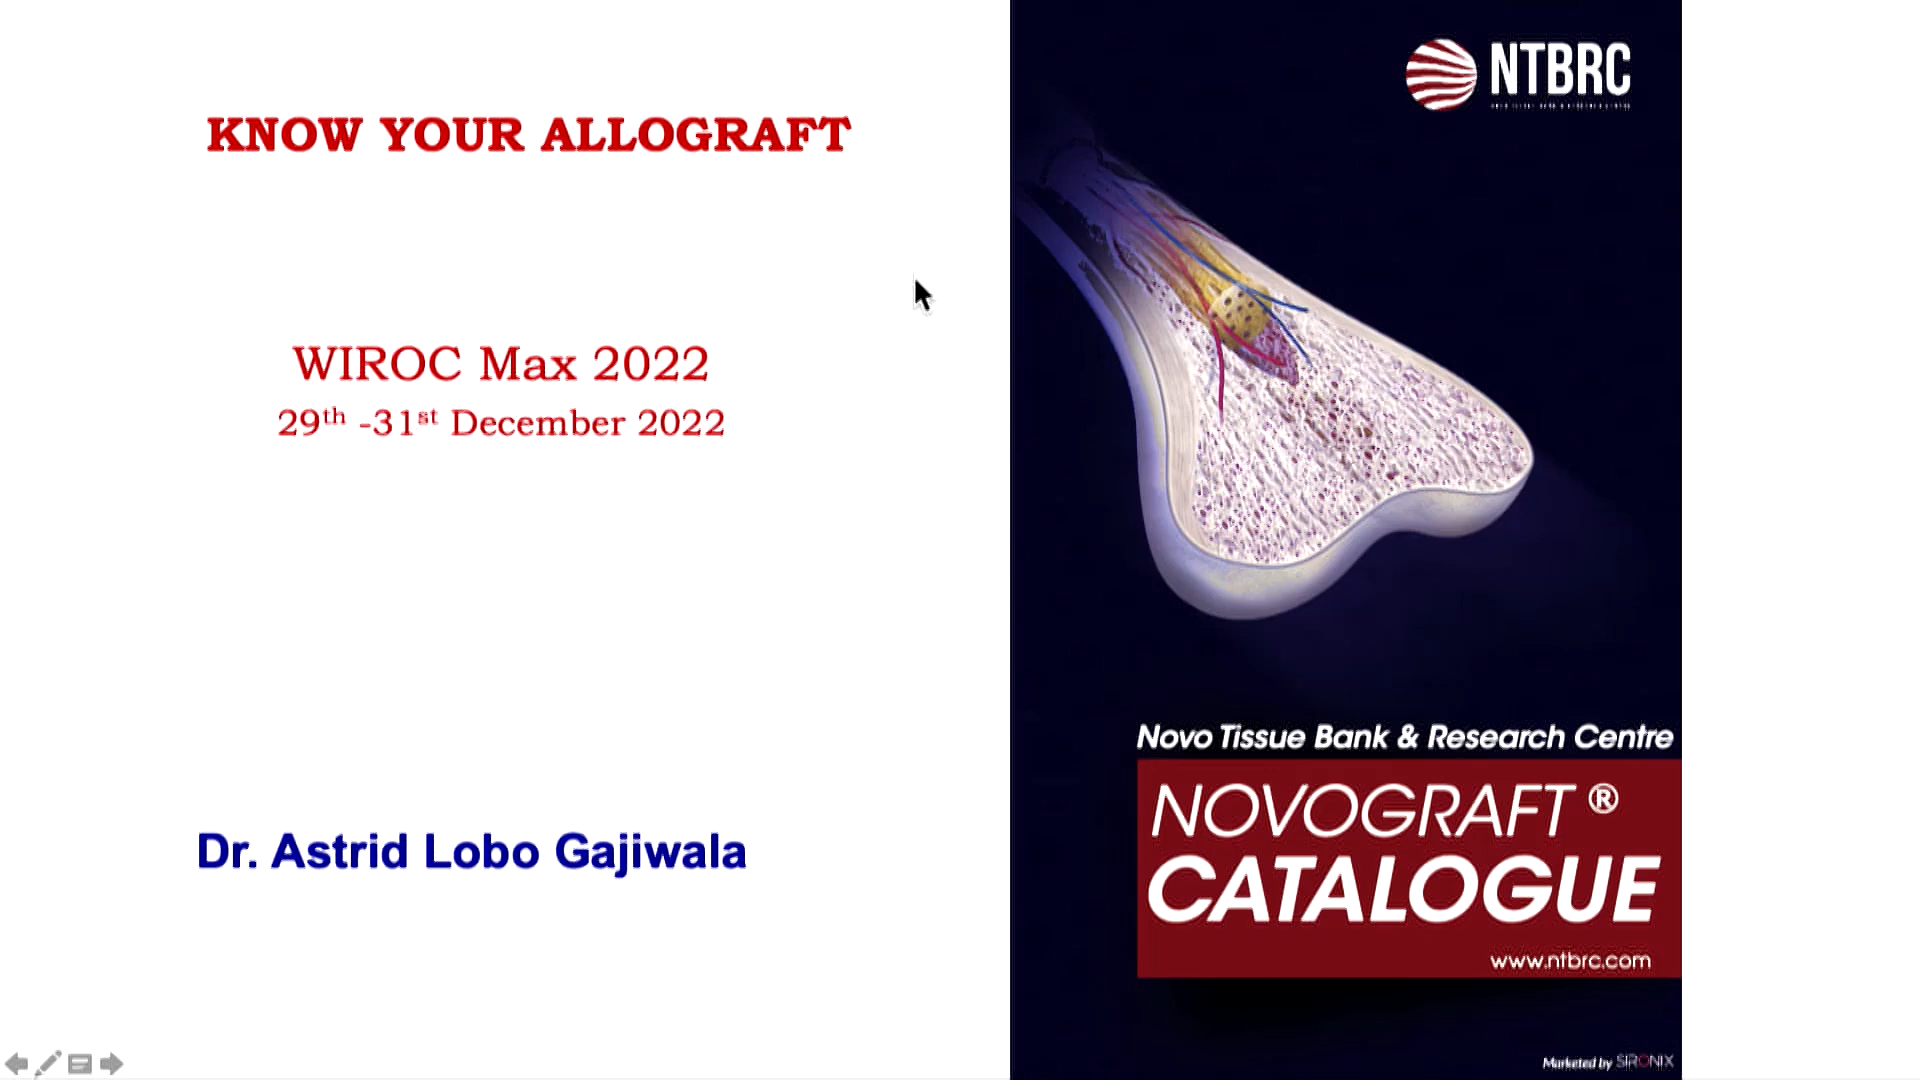 KNOW YOUR ALLOGRAFT
WIROC Max 2022
29th -31st December 2022
Dr. Astrid Lobo Gajiwala
NTBRC
Novo Tissue Bank & Research Centre
NOVOGRAFT ®
CATALOGUE
www.ntbrc.com
Marketed by SIRONIX